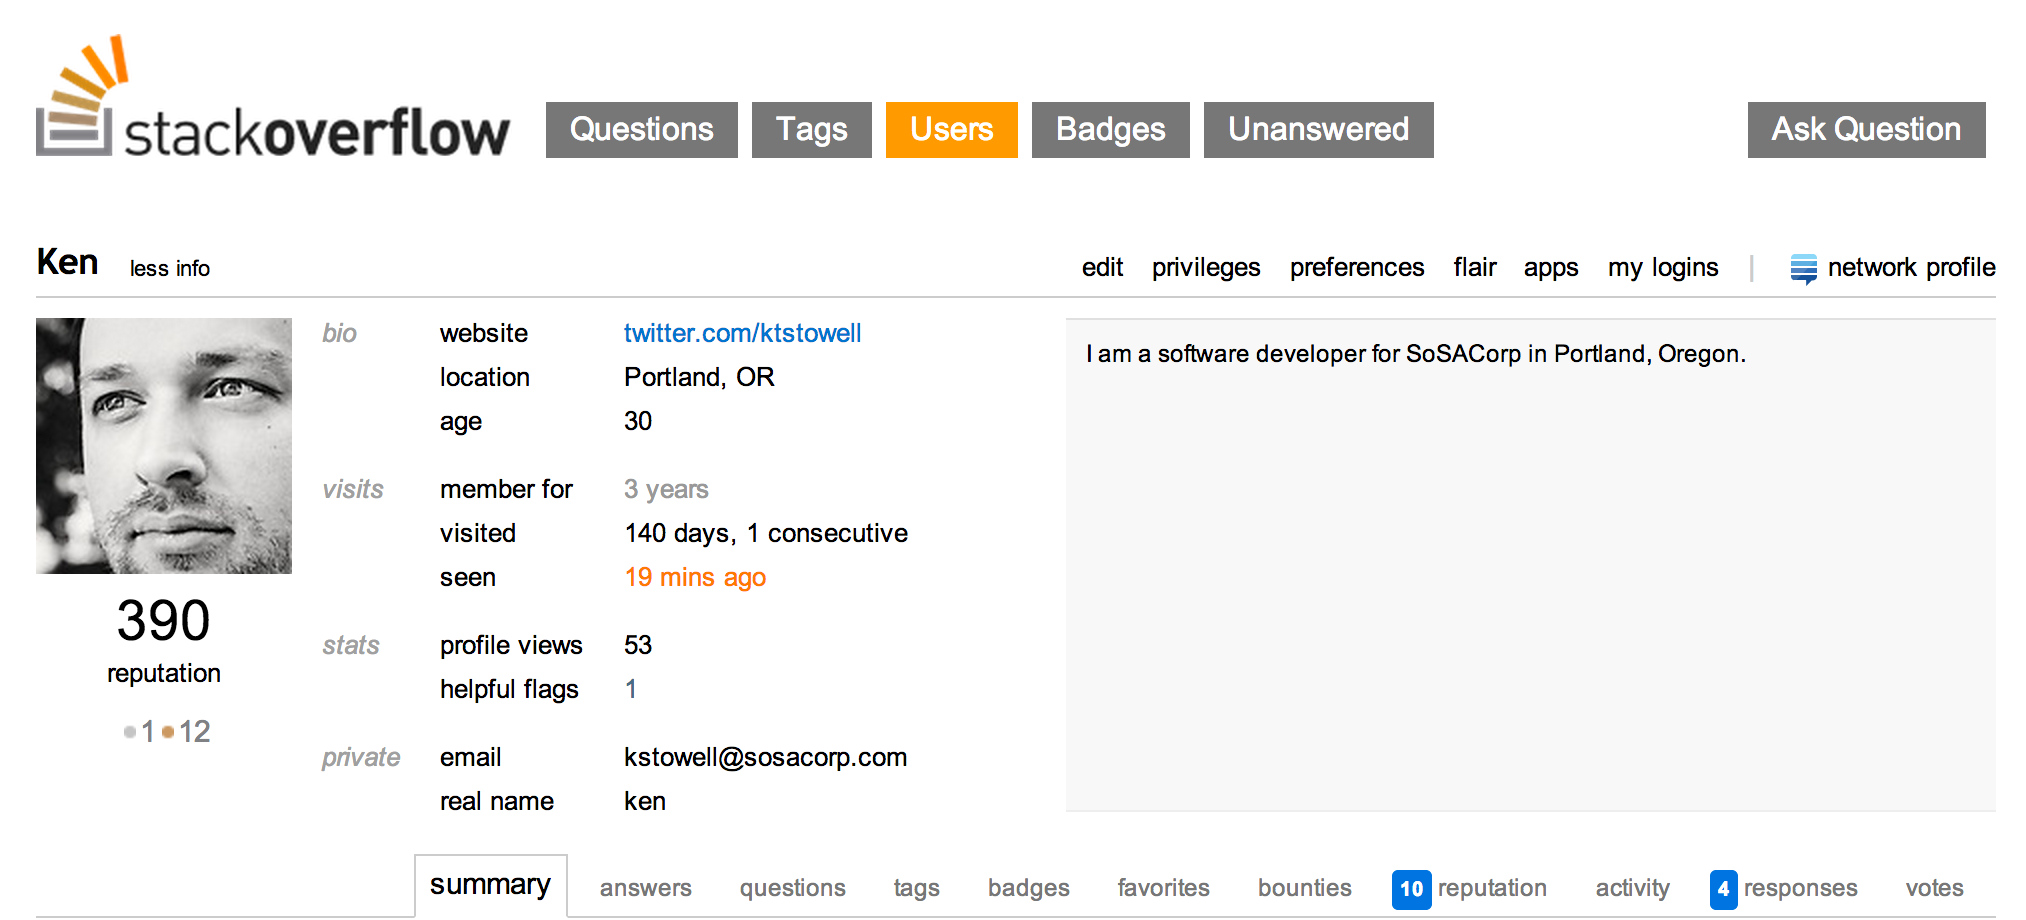 stackoverflow Questions Tags Users Badges Unanswered Ask Question
Ken less info edit privileges preferences flair apps my logins | network profile
bio website twitter.com/ktstowell
location Portland, OR
age 30
I am a software developer for SoSACorp in Portland, Oregon.
visits member for 3 years
visited 140 days, 1 consecutive
seen 19 mins ago
390
reputation
1 12
stats profile views 53
helpful flags 1
private email kstowell@sosacorp.com
real name ken
summary answers questions tags badges favorites bounties 10 reputation activity 4 responses votes